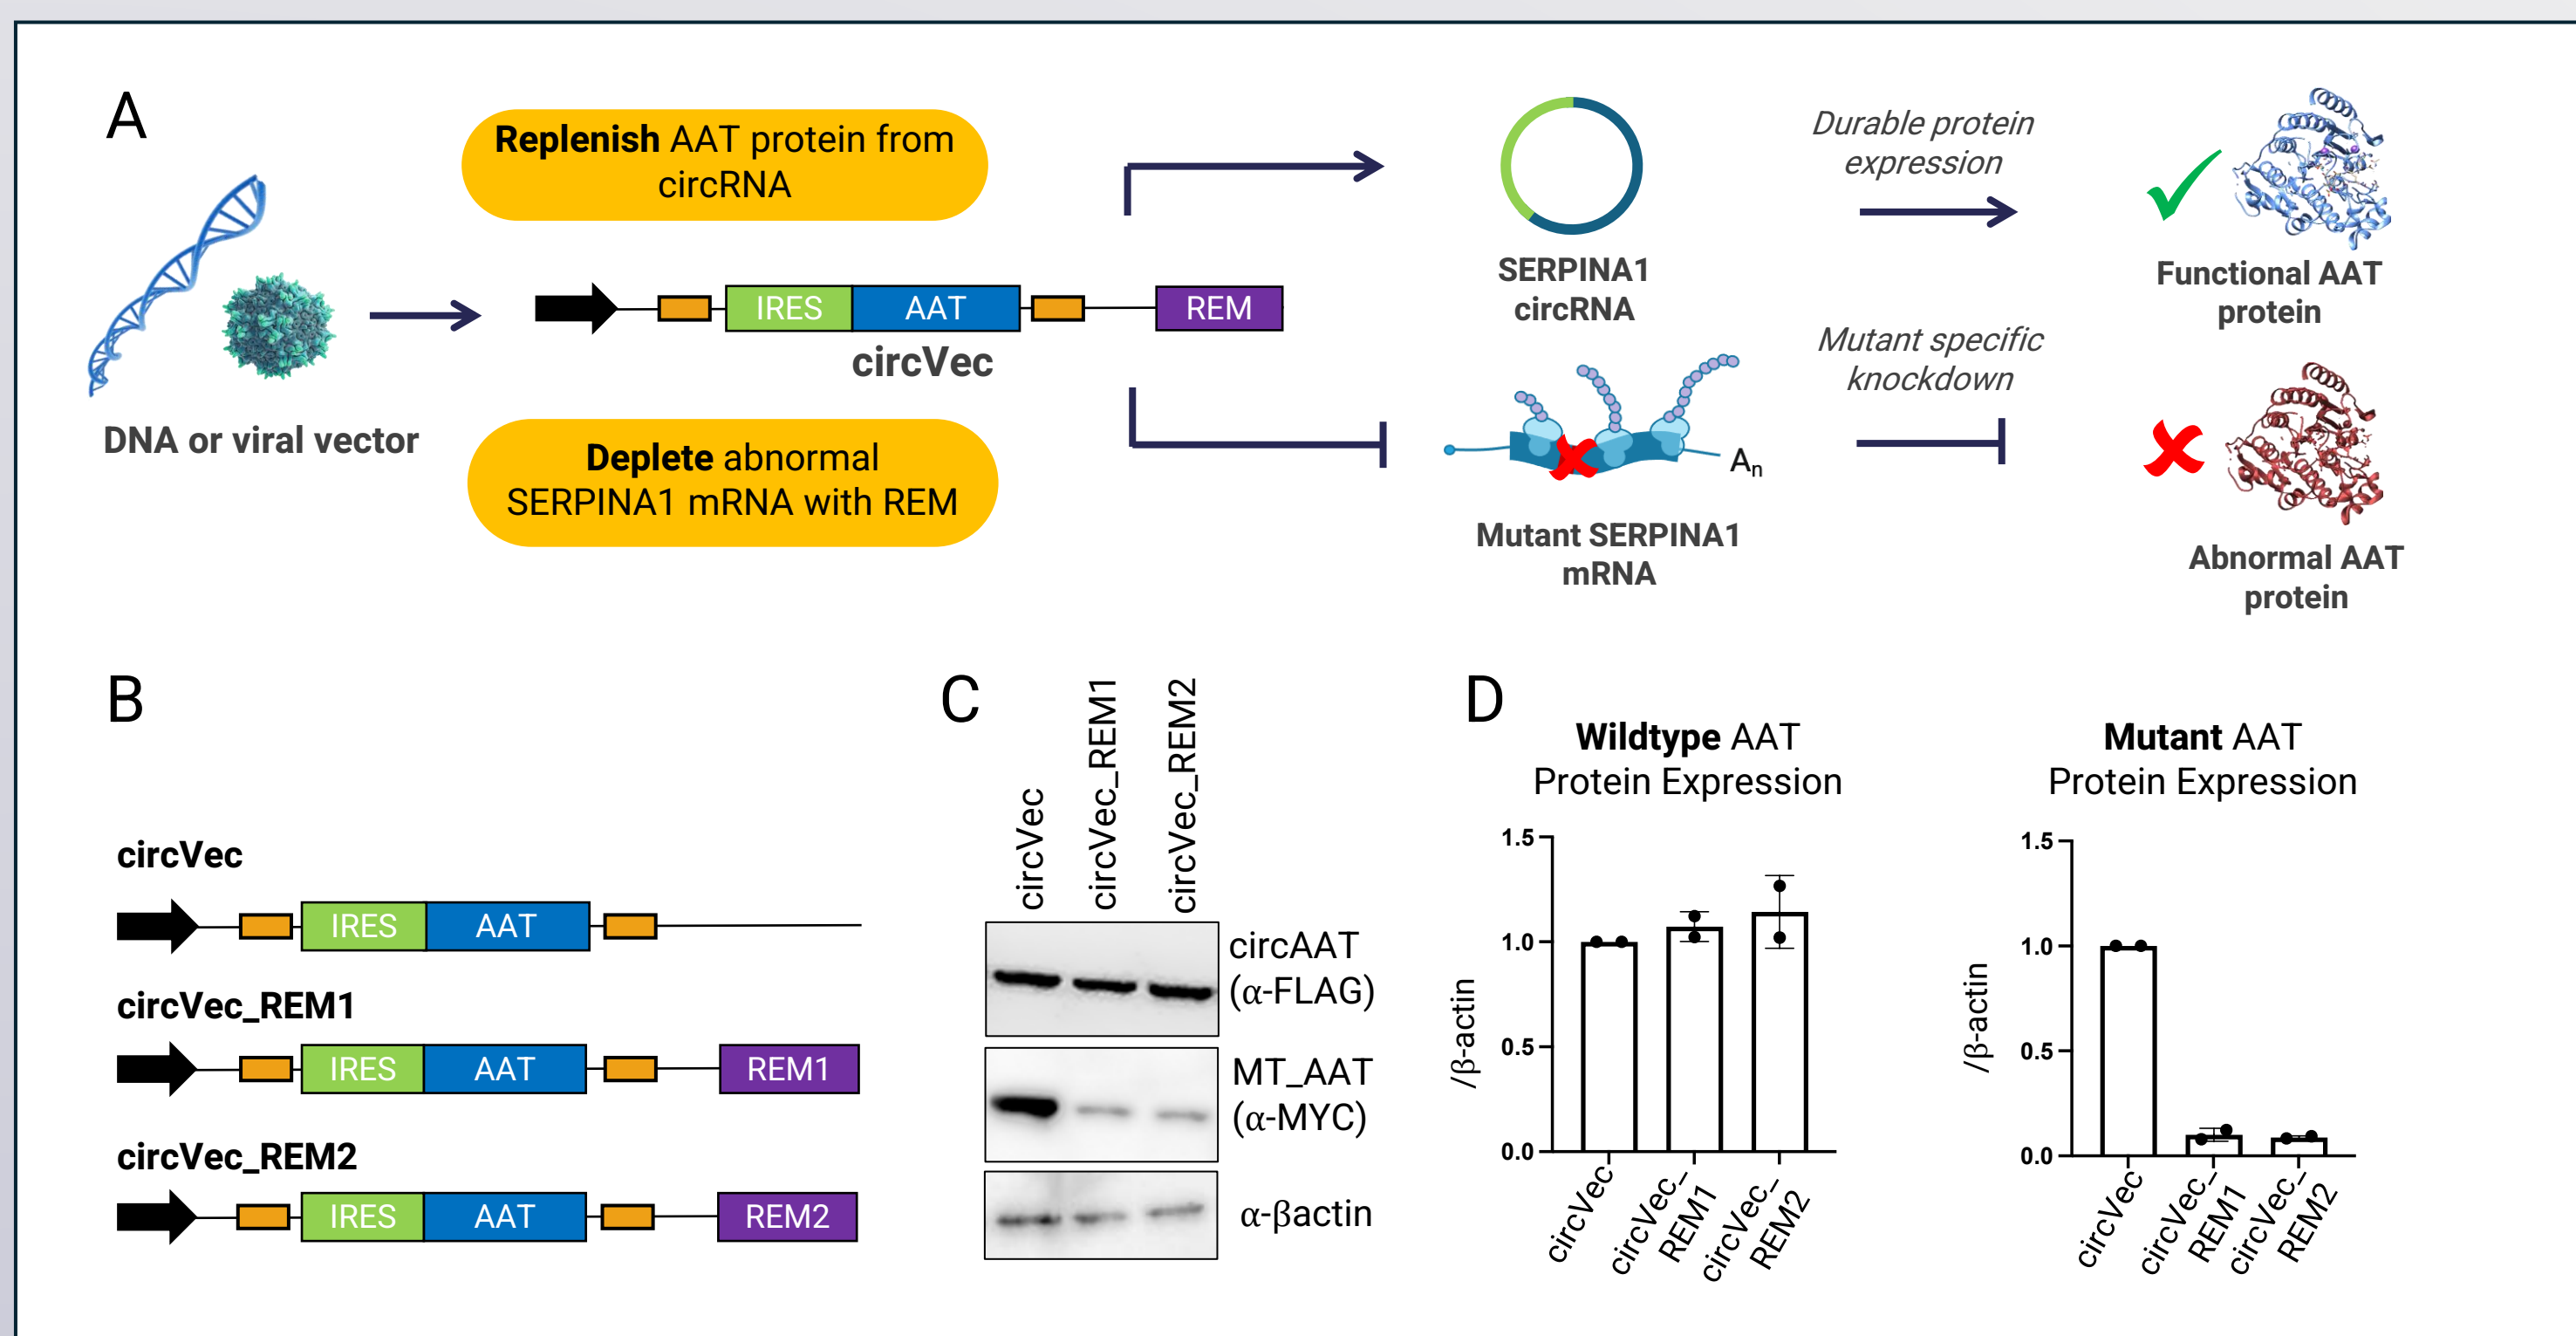 A
Replenish AAT protein from
circRNA
DNA or viral vector
IRES AAT REM
circVec
Deplete abnormal
SERPINA1 mRNA with REM
SERPINA1
circRNA
Durable protein
expression
Functional AAT
protein
An
Mutant SERPINA1
mRNA
Mutant specific
knockdown
Abnormal AAT
protein
B
circVec
IRES AAT
circVec_REM1
IRES AAT REM1
circVec_REM2
IRES AAT REM2
C
circVec
circVec_REM1
circVec_REM2
circAAT
(α-FLAG)
MT_AAT
(α-MYC)
α-βactin
D
Wildtype AAT
Protein Expression
/β-actin
1.5
1.0
0.5
0.0
circVec
circVec_
REM1
circVec_
REM2
Mutant AAT
Protein Expression
/β-actin
1.5
1.0
0.5
0.0
circVec
circVec_
REM1
circVec_
REM2